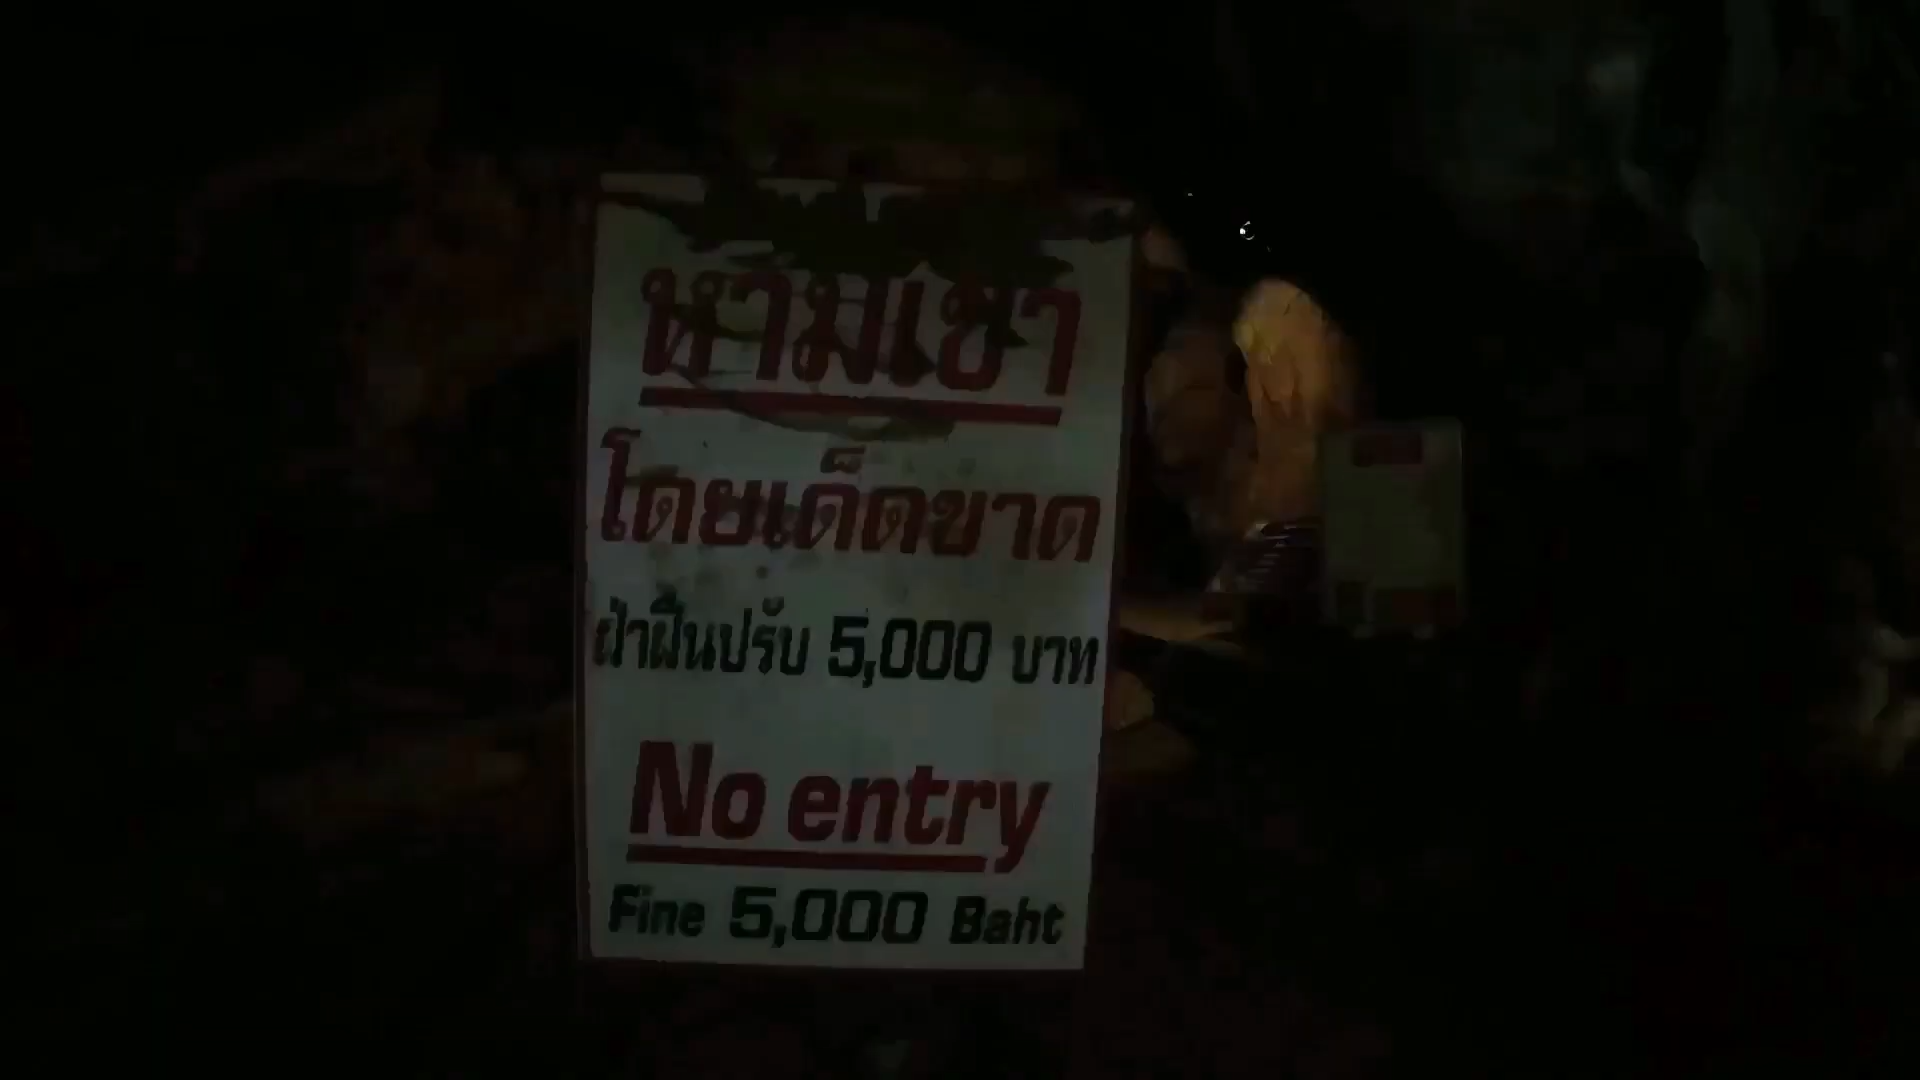 ห้ามเข้า
โดยเด็ดขาด
ฝ่าฝืนปรับ 5,000 บาท
No entry
Fine 5,000 Baht